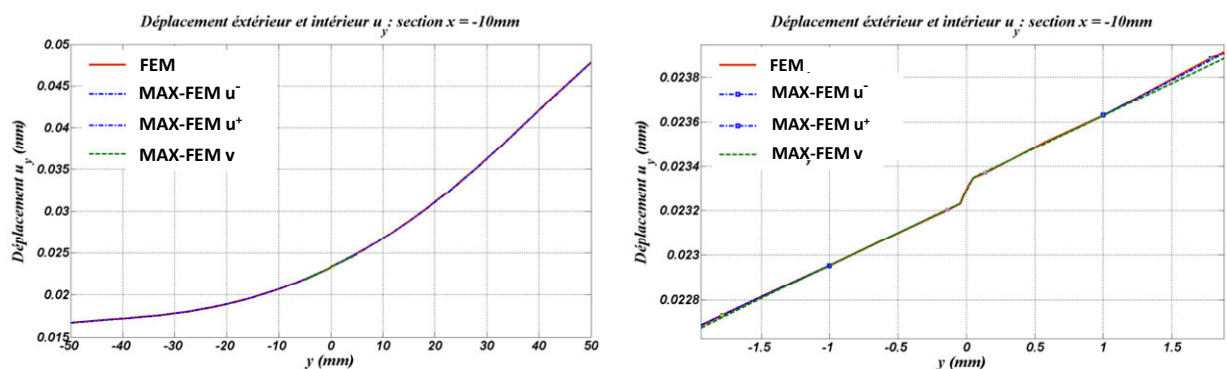 Déplacement éxtérieur et intérieur u_y: section x = -10mm
0.05
0.045
0.04
0.035
0.03
0.025
0.02
0.015
Déplacement u_y (mm)
FEM
MAX-FEM u⁻
MAX-FEM u⁺
MAX-FEM v
-50 -40 -30 -20 -10 0 10 20 30 40 50
y (mm)
Déplacement éxtérieur et intérieur u_y: section x = -10mm
0.0238
0.0236
0.0234
0.0232
0.023
0.0228
Déplacement u_y (mm)
FEM
MAX-FEM u⁻
MAX-FEM u⁺
MAX-FEM v
-1.5 -1 -0.5 0 0.5 1 1.5
y (mm)